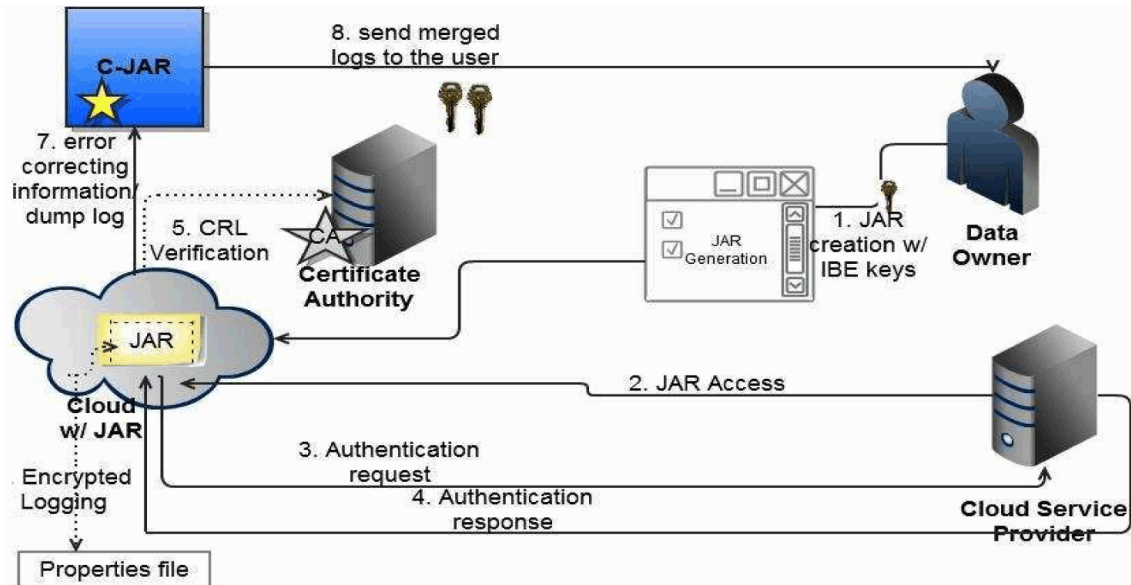 8. send merged
logs to the user
C-JAR
7. error
correcting
information/
dump log
5. CRL
Verification
CA
Certificate
Authority
JAR
Generation
1. JAR
creation w/
IBE keys
Data
Owner
JAR
Cloud
w/ JAR
2. JAR Access
3. Authentication
request
4. Authentication
response
. Encrypted
Logging
Cloud Service
Provider
Properties file